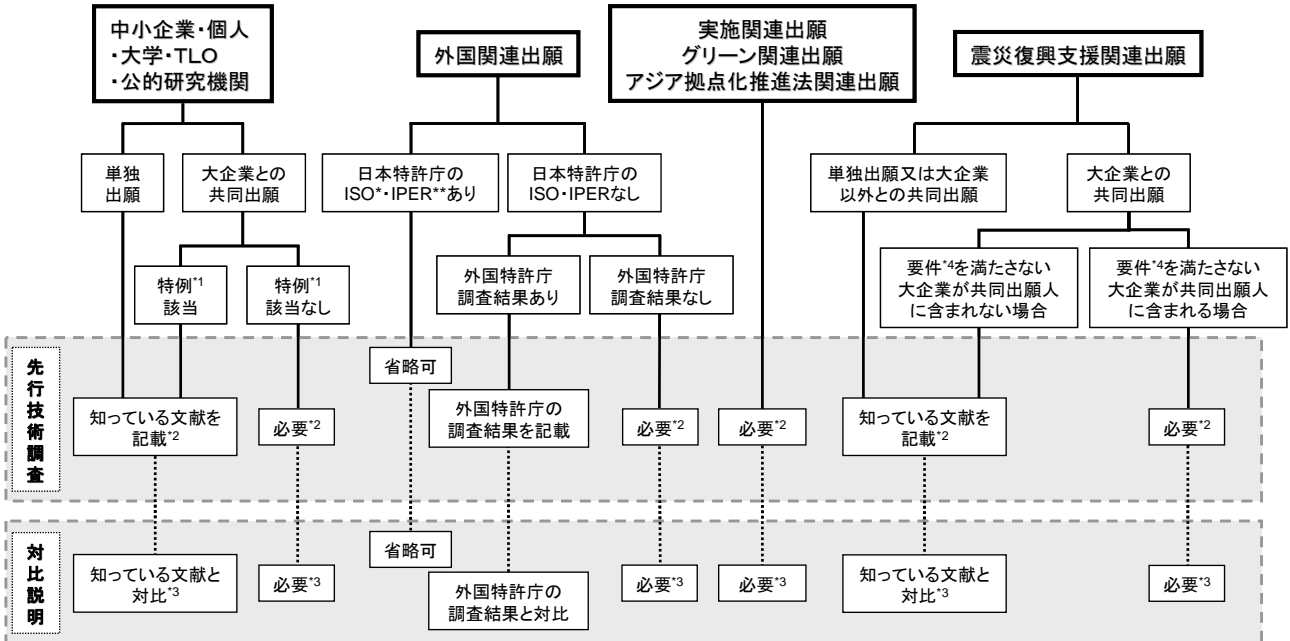 中小企業・個人
・大学・TLO
・公的研究機関
外国関連出願
実施関連出願
グリーン関連出願
アジア拠点化推進法関連出願
震災復興支援関連出願
単独
出願
大企業との
共同出願
日本特許庁の
ISO*・IPER**あり
日本特許庁の
ISO・IPERなし
単独出願又は大企業
以外との共同出願
大企業との
共同出願
特例*1
該当
特例*1
該当なし
外国特許庁
調査結果あり
外国特許庁
調査結果なし
要件*4を満たさない
大企業が共同出願人
に含まれない場合
要件*4を満たさない
大企業が共同出願人
に含まれる場合
先行技術調査
知っている文献を
記載*2
必要*2
省略可
外国特許庁の
調査結果を記載
必要*2
必要*2
知っている文献を
記載*2
必要*2
対比説明
知っている文献と
対比*3
必要*3
省略可
外国特許庁の
調査結果と対比
必要*3
必要*3
知っている文献と
対比*3
必要*3